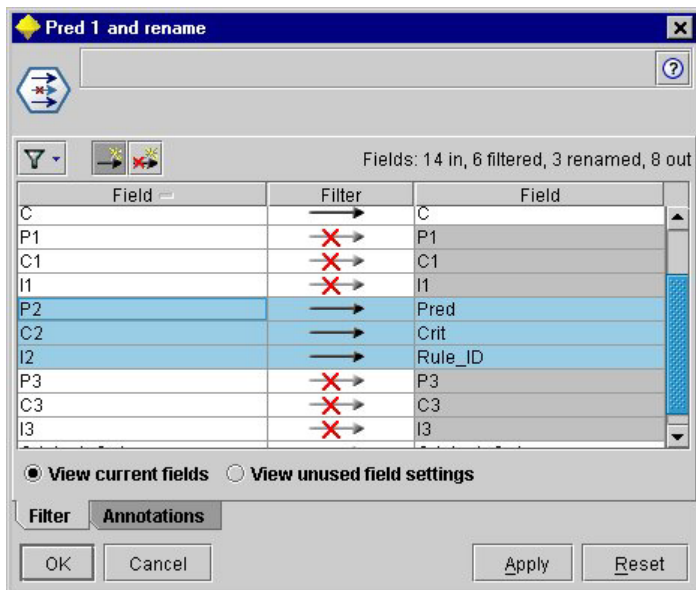 Pred 1 and rename
Fields: 14 in, 6 filtered, 3 renamed, 8 out
Field Filter Field
C C
P1 P1
C1 C1
I1 I1
P2 Pred
C2 Crit
I2 Rule_ID
P3 P3
C3 C3
I3 I3
View current fields View unused field settings
Filter Annotations
OK Cancel Apply Reset